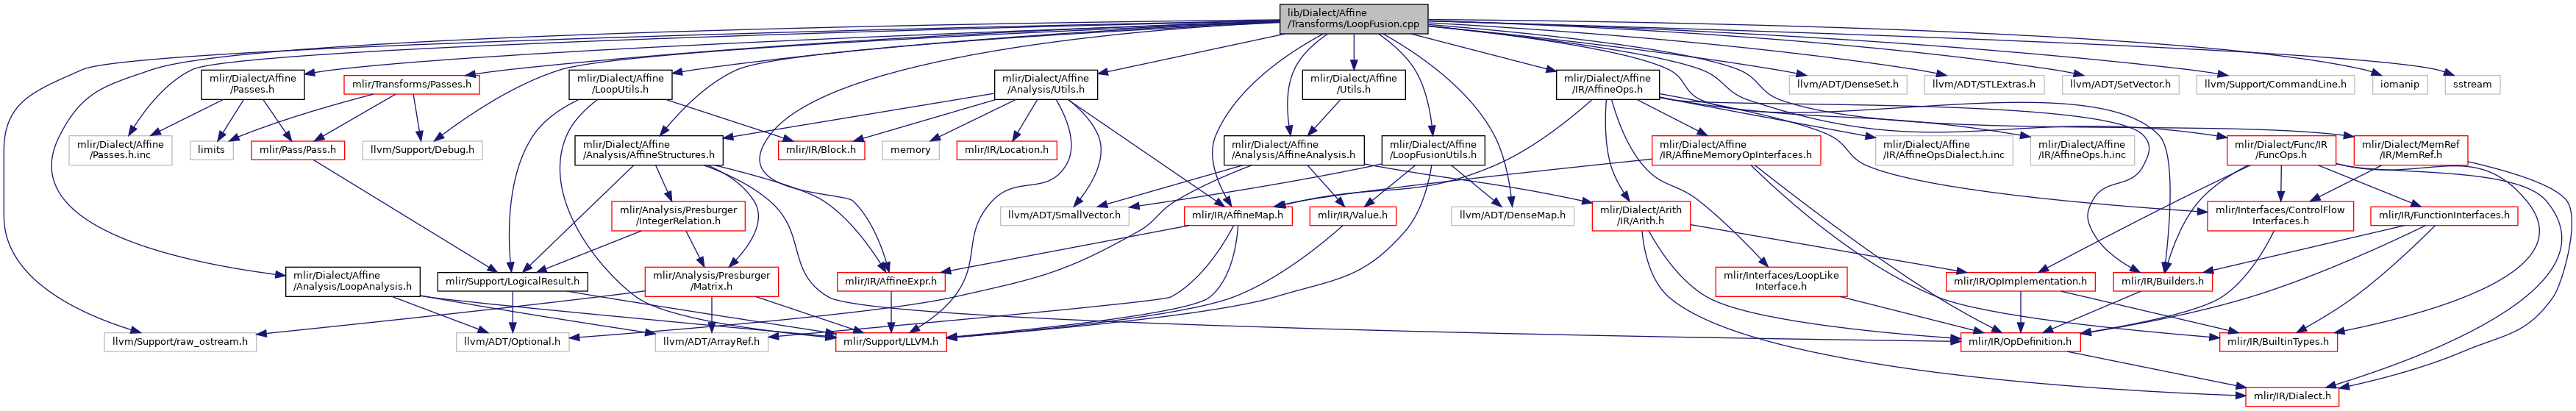 lib/Dialect/Affine
/Transforms/LoopFusion.cpp
mlir/Dialect/Affine
/Passes.h
mlir/Transforms/Passes.h
mlir/Dialect/Affine
/LoopUtils.h
mlir/Dialect/Affine
/Analysis/Utils.h
mlir/Dialect/Affine
/Utils.h
mlir/Dialect/Affine
/IR/AffineOps.h
llvm/ADT/DenseSet.h
llvm/ADT/STLExtras.h
llvm/ADT/SetVector.h
llvm/Support/CommandLine.h
iomanip
sstream
mlir/Dialect/Affine
/Passes.h.inc
limits
mlir/Pass/Pass.h
llvm/Support/Debug.h
mlir/Dialect/Affine
/Analysis/AffineStructures.h
mlir/IR/Block.h
memory
mlir/IR/Location.h
mlir/Dialect/Affine
/Analysis/AffineAnalysis.h
mlir/Dialect/Affine
/LoopFusionUtils.h
mlir/Dialect/Affine
/IR/AffineMemoryOpInterfaces.h
mlir/Dialect/Affine
/IR/AffineOpsDialect.h.inc
mlir/Dialect/Affine
/IR/AffineOps.h.inc
mlir/Dialect/Func/IR
/FuncOps.h
mlir/Dialect/MemRef
/IR/MemRef.h
mlir/Analysis/Presburger
/IntegerRelation.h
llvm/ADT/SmallVector.h
mlir/IR/AffineMap.h
mlir/IR/Value.h
llvm/ADT/DenseMap.h
mlir/Dialect/Arith
/IR/Arith.h
mlir/Interfaces/ControlFlow
Interfaces.h
mlir/IR/FunctionInterfaces.h
mlir/Dialect/Affine
/Analysis/LoopAnalysis.h
mlir/Support/LogicalResult.h
mlir/Analysis/Presburger
/Matrix.h
mlir/IR/AffineExpr.h
mlir/Interfaces/LoopLike
Interface.h
mlir/IR/OpImplementation.h
mlir/IR/Builders.h
llvm/Support/raw_ostream.h
llvm/ADT/Optional.h
llvm/ADT/ArrayRef.h
mlir/Support/LLVM.h
mlir/IR/OpDefinition.h
mlir/IR/BuiltinTypes.h
mlir/IR/Dialect.h